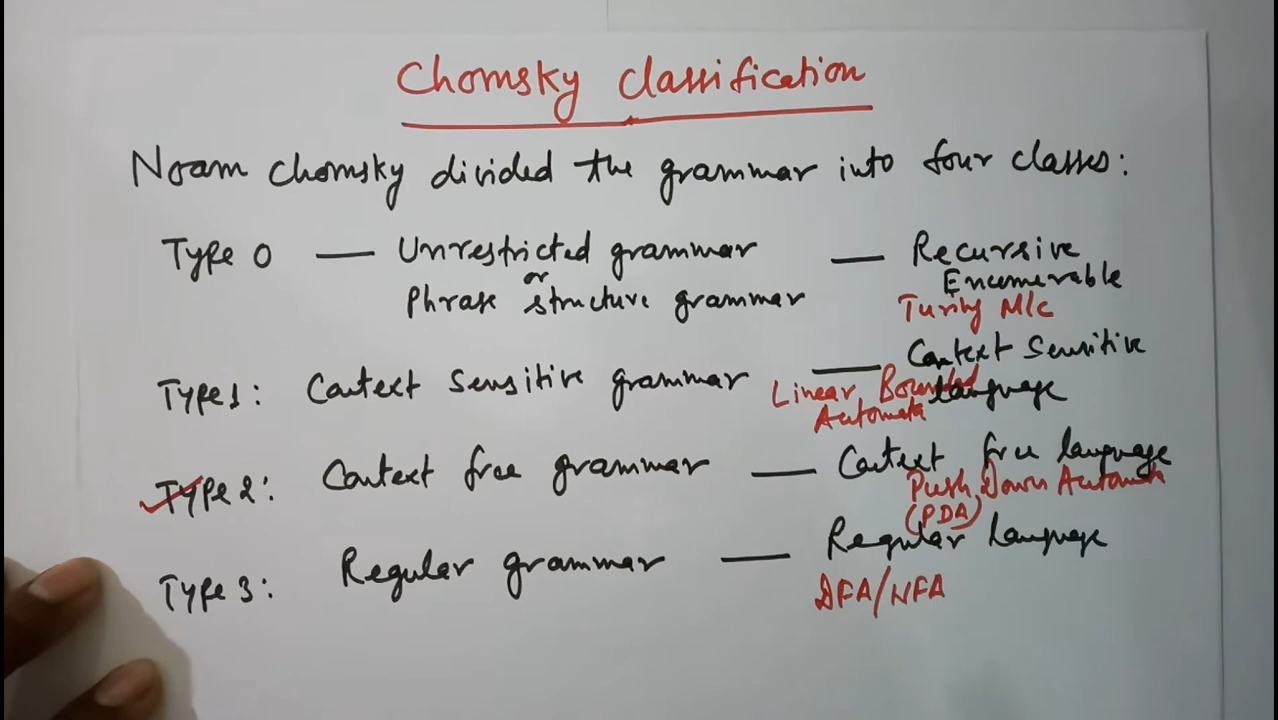 Chomsky Classification
Noam Chomsky divided the grammar into four classes:
Type 0 — Unrestricted grammar — Recursive
or
Enumerable
Phrase structure grammar
Turing M/c
Context Sensitive
Type 1: Context Sensitive grammar — Language
Linear Bounded
Automata
Type 2: Context free grammar — Context free language
Push Down Automata
(PDA)
Type 3: Regular grammar — Regular Language
DFA/NFA